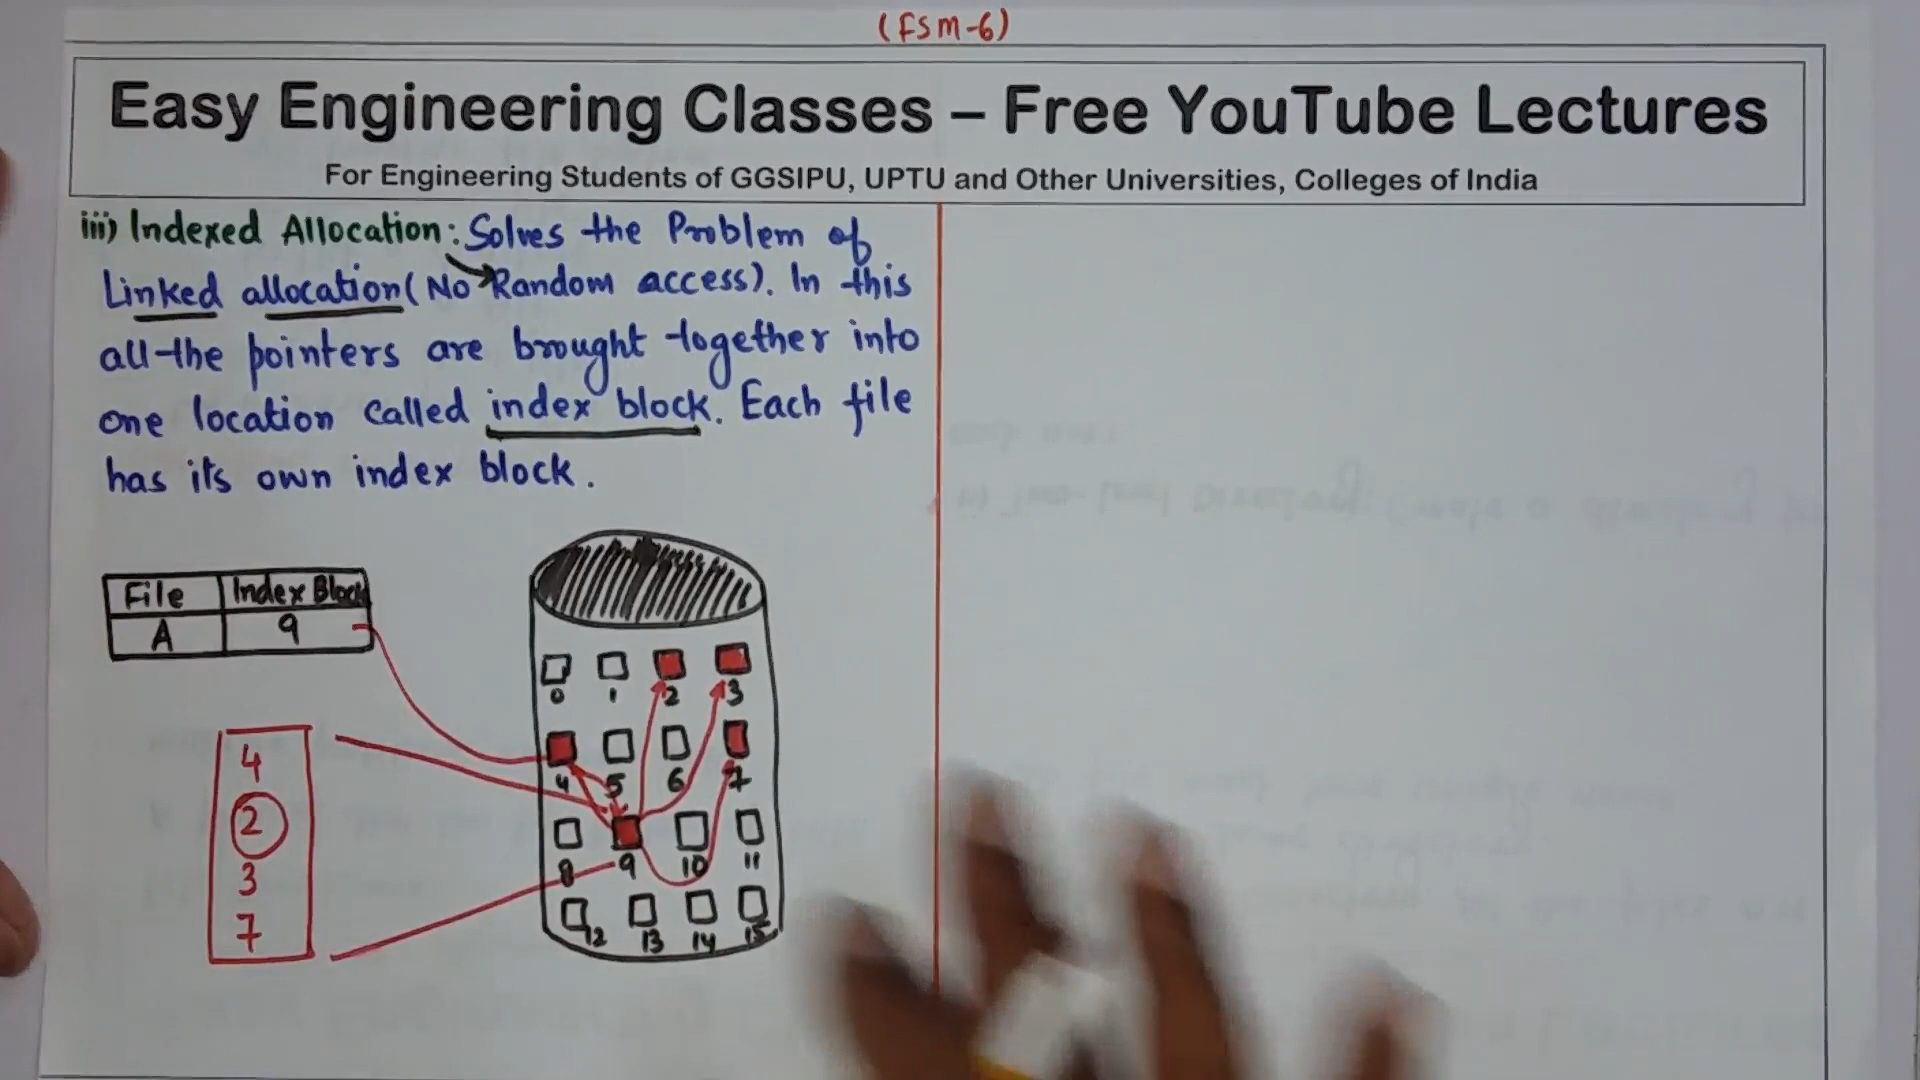 (FSM-6)
Easy Engineering Classes – Free YouTube Lectures
For Engineering Students of GGSIPU, UPTU and Other Universities, Colleges of India
iii) Indexed Allocation: Solves the Problem of
Linked allocation (No Random access). In this
all the pointers are brought together into
one location called index block. Each file
has its own index block.
File Index Block
A 9
0 1 2 3
4 5 6 7
8 9 10 11
12 13 14 15
4
2
3
7